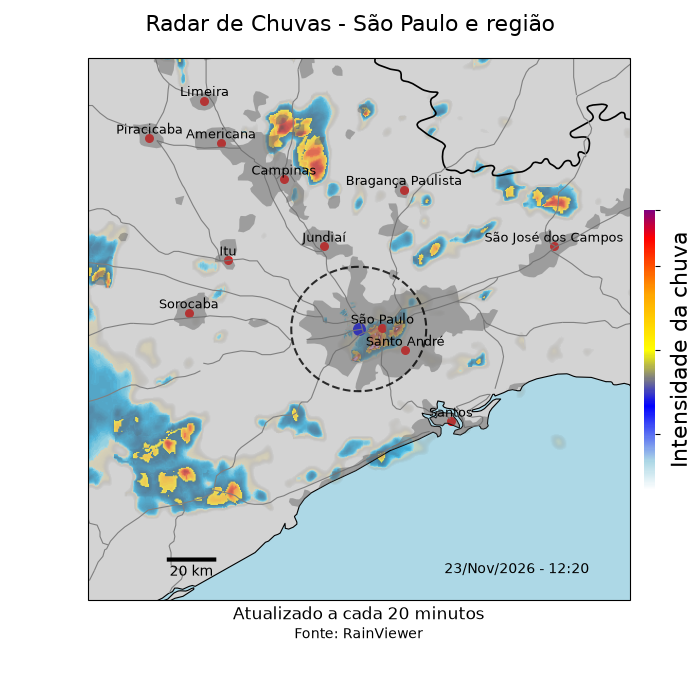 Radar de Chuvas - São Paulo e região
Limeira
Piracicaba
Americana
Campinas
Bragança Paulista
Jundiaí
São José dos Campos
Itu
Sorocaba
São Paulo
Santo André
Santos
Intensidade da chuva
20 km
23/Nov/2026 - 12:20
Atualizado a cada 20 minutos
Fonte: RainViewer